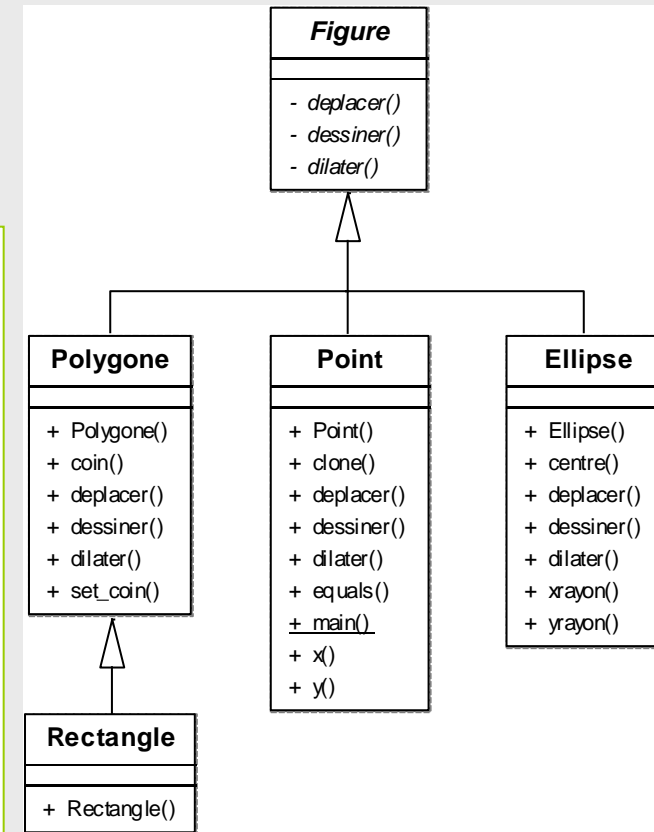 Figure
- deplacer()
- dessiner()
- dilater()
Polygone
+ Polygone()
+ coin()
+ deplacer()
+ dessiner()
+ dilater()
+ set_coin()
Point
+ Point()
+ clone()
+ deplacer()
+ dessiner()
+ dilater()
+ equals()
+ main()
+ x()
+ y()
Ellipse
+ Ellipse()
+ centre()
+ deplacer()
+ dessiner()
+ dilater()
+ xrayon()
+ yrayon()
Rectangle
+ Rectangle()